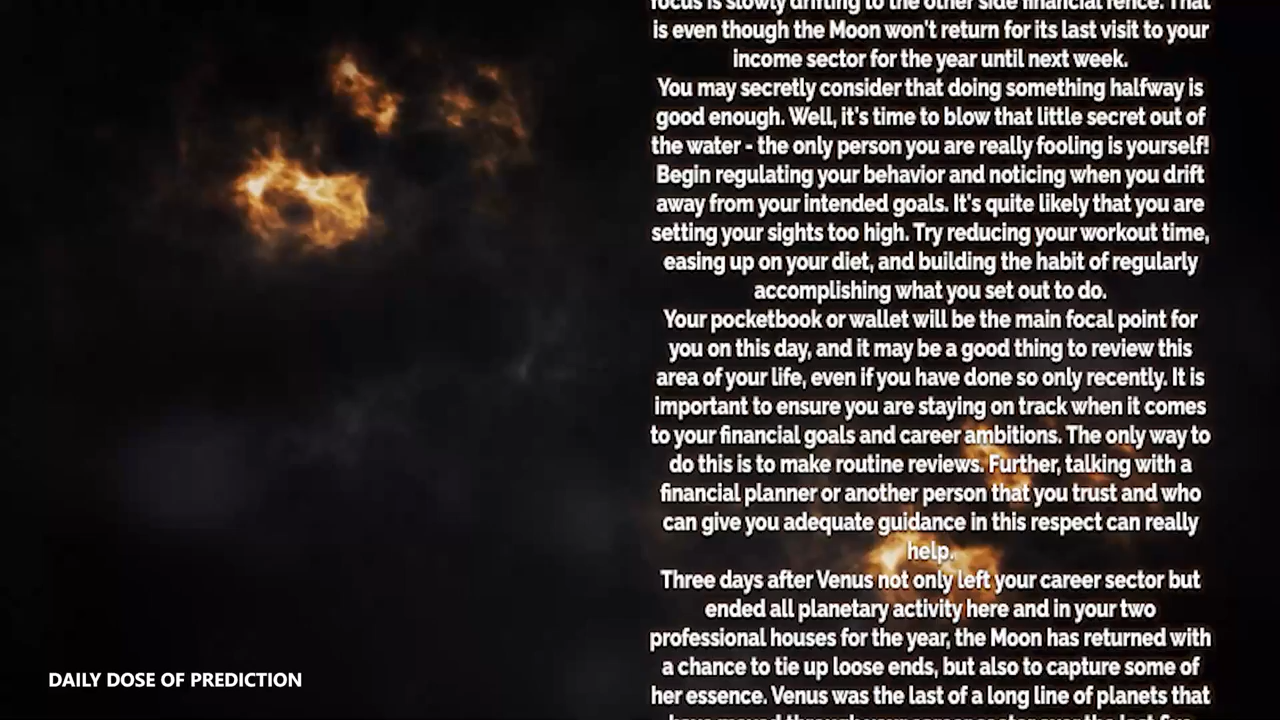 focus is slowly drifting to the other side financial fence. That
is even though the Moon won't return for its last visit to your
income sector for the year until next week.
You may secretly consider that doing something halfway is
good enough. Well, it's time to blow that little secret out of
the water - the only person you are really fooling is yourself!
Begin regulating your behavior and noticing when you drift
away from your intended goals. It's quite likely that you are
setting your sights too high. Try reducing your workout time,
easing up on your diet, and building the habit of regularly
accomplishing what you set out to do.
Your pocketbook or wallet will be the main focal point for
you on this day, and it may be a good thing to review this
area of your life, even if you have done so only recently. It is
important to ensure you are staying on track when it comes
to your financial goals and career ambitions. The only way to
do this is to make routine reviews. Further, talking with a
financial planner or another person that you trust and who
can give you adequate guidance in this respect can really
help.
Three days after Venus not only left your career sector but
ended all planetary activity here and in your two
professional houses for the year, the Moon has returned with
a chance to tie up loose ends, but also to capture some of
her essence. Venus was the last of a long line of planets that
DAILY DOSE OF PREDICTION